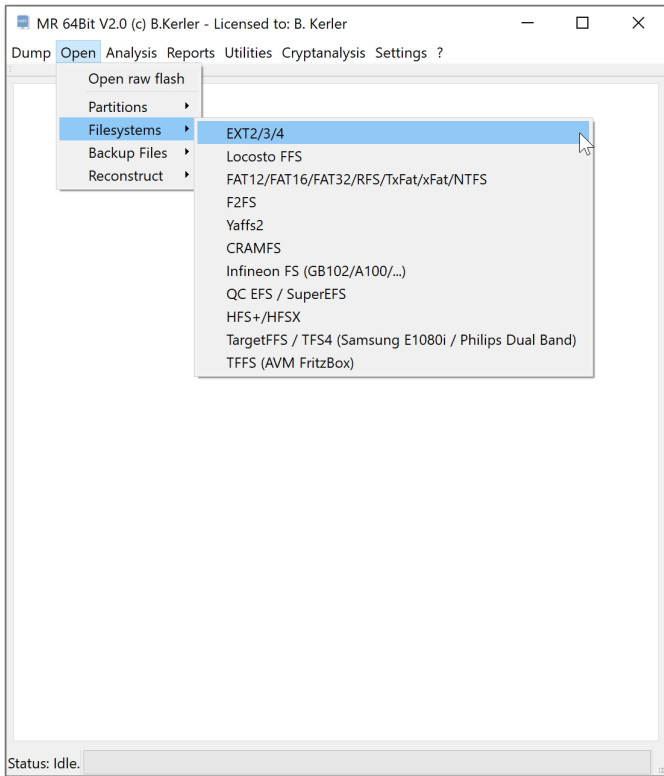 MR 64Bit V2.0 (c) B.Kerler - Licensed to: B. Kerler
Dump Open Analysis Reports Utilities Cryptanalysis Settings ?
Open raw flash
Partitions
Filesystems
Backup Files
Reconstruct
EXT2/3/4
Locosto FFS
FAT12/FAT16/FAT32/RFS/TxFat/xFat/NTFS
F2FS
Yaffs2
CRAMFS
Infineon FS (GB102/A100/...)
QC EFS / SuperEFS
HFS+/HFSX
TargetFFS / TFS4 (Samsung E1080i / Philips Dual Band)
TFFS (AVM FritzBox)
Status: Idle.